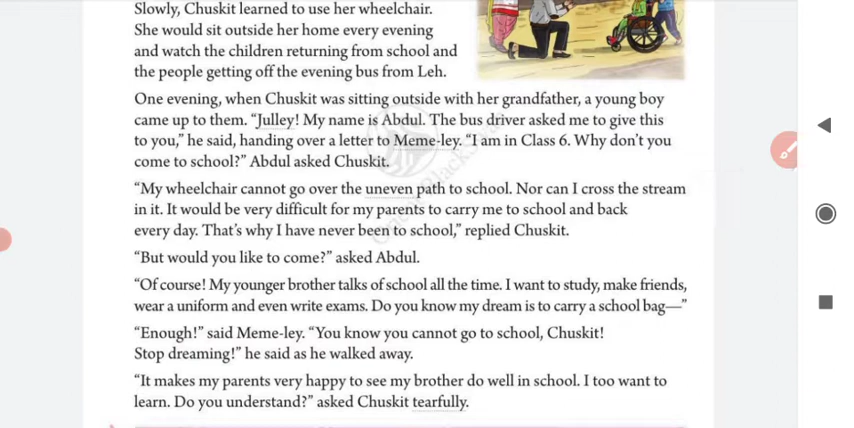 Slowly, Chuskit learned to use her wheelchair.
She would sit outside her home every evening
and watch the children returning from school and
the people getting off the evening bus from Leh.
One evening, when Chuskit was sitting outside with her grandfather, a young boy
came up to them. “Julley! My name is Abdul. The bus driver asked me to give this
to you,” he said, handing over a letter to Meme-ley. “I am in Class 6. Why don’t you
come to school?” Abdul asked Chuskit.
“My wheelchair cannot go over the uneven path to school. Nor can I cross the stream
in it. It would be very difficult for my parents to carry me to school and back
every day. That’s why I have never been to school,” replied Chuskit.
“But would you like to come?” asked Abdul.
“Of course! My younger brother talks of school all the time. I want to study, make friends,
wear a uniform and even write exams. Do you know my dream is to carry a school bag—”
“Enough!” said Meme-ley. “You know you cannot go to school, Chuskit!
Stop dreaming!” he said as he walked away.
“It makes my parents very happy to see my brother do well in school. I too want to
learn. Do you understand?” asked Chuskit tearfully.